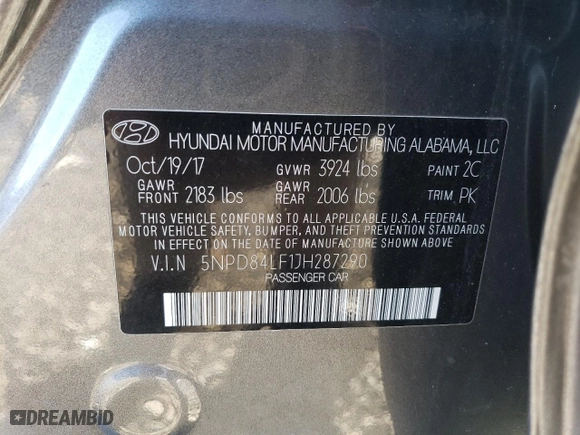 MANUFACTURED BY
HYUNDAI MOTOR MANUFACTURING ALABAMA, LLC
Oct/19/17 GVWR 3924 lbs PAINT 2C
GAWR FRONT 2183 lbs GAWR REAR 2006 lbs TRIM PK
THIS VEHICLE CONFORMS TO ALL APPLICABLE U.S.A. FEDERAL
MOTOR VEHICLE SAFETY, BUMPER, AND THEFT PREVENTION STANDARDS
IN EFFECT ON THE DATE OF MANUFACTURE SHOWN ABOVE.
V.I.N 5NPD84LF1JH287290
PASSENGER CAR
DREAMBID